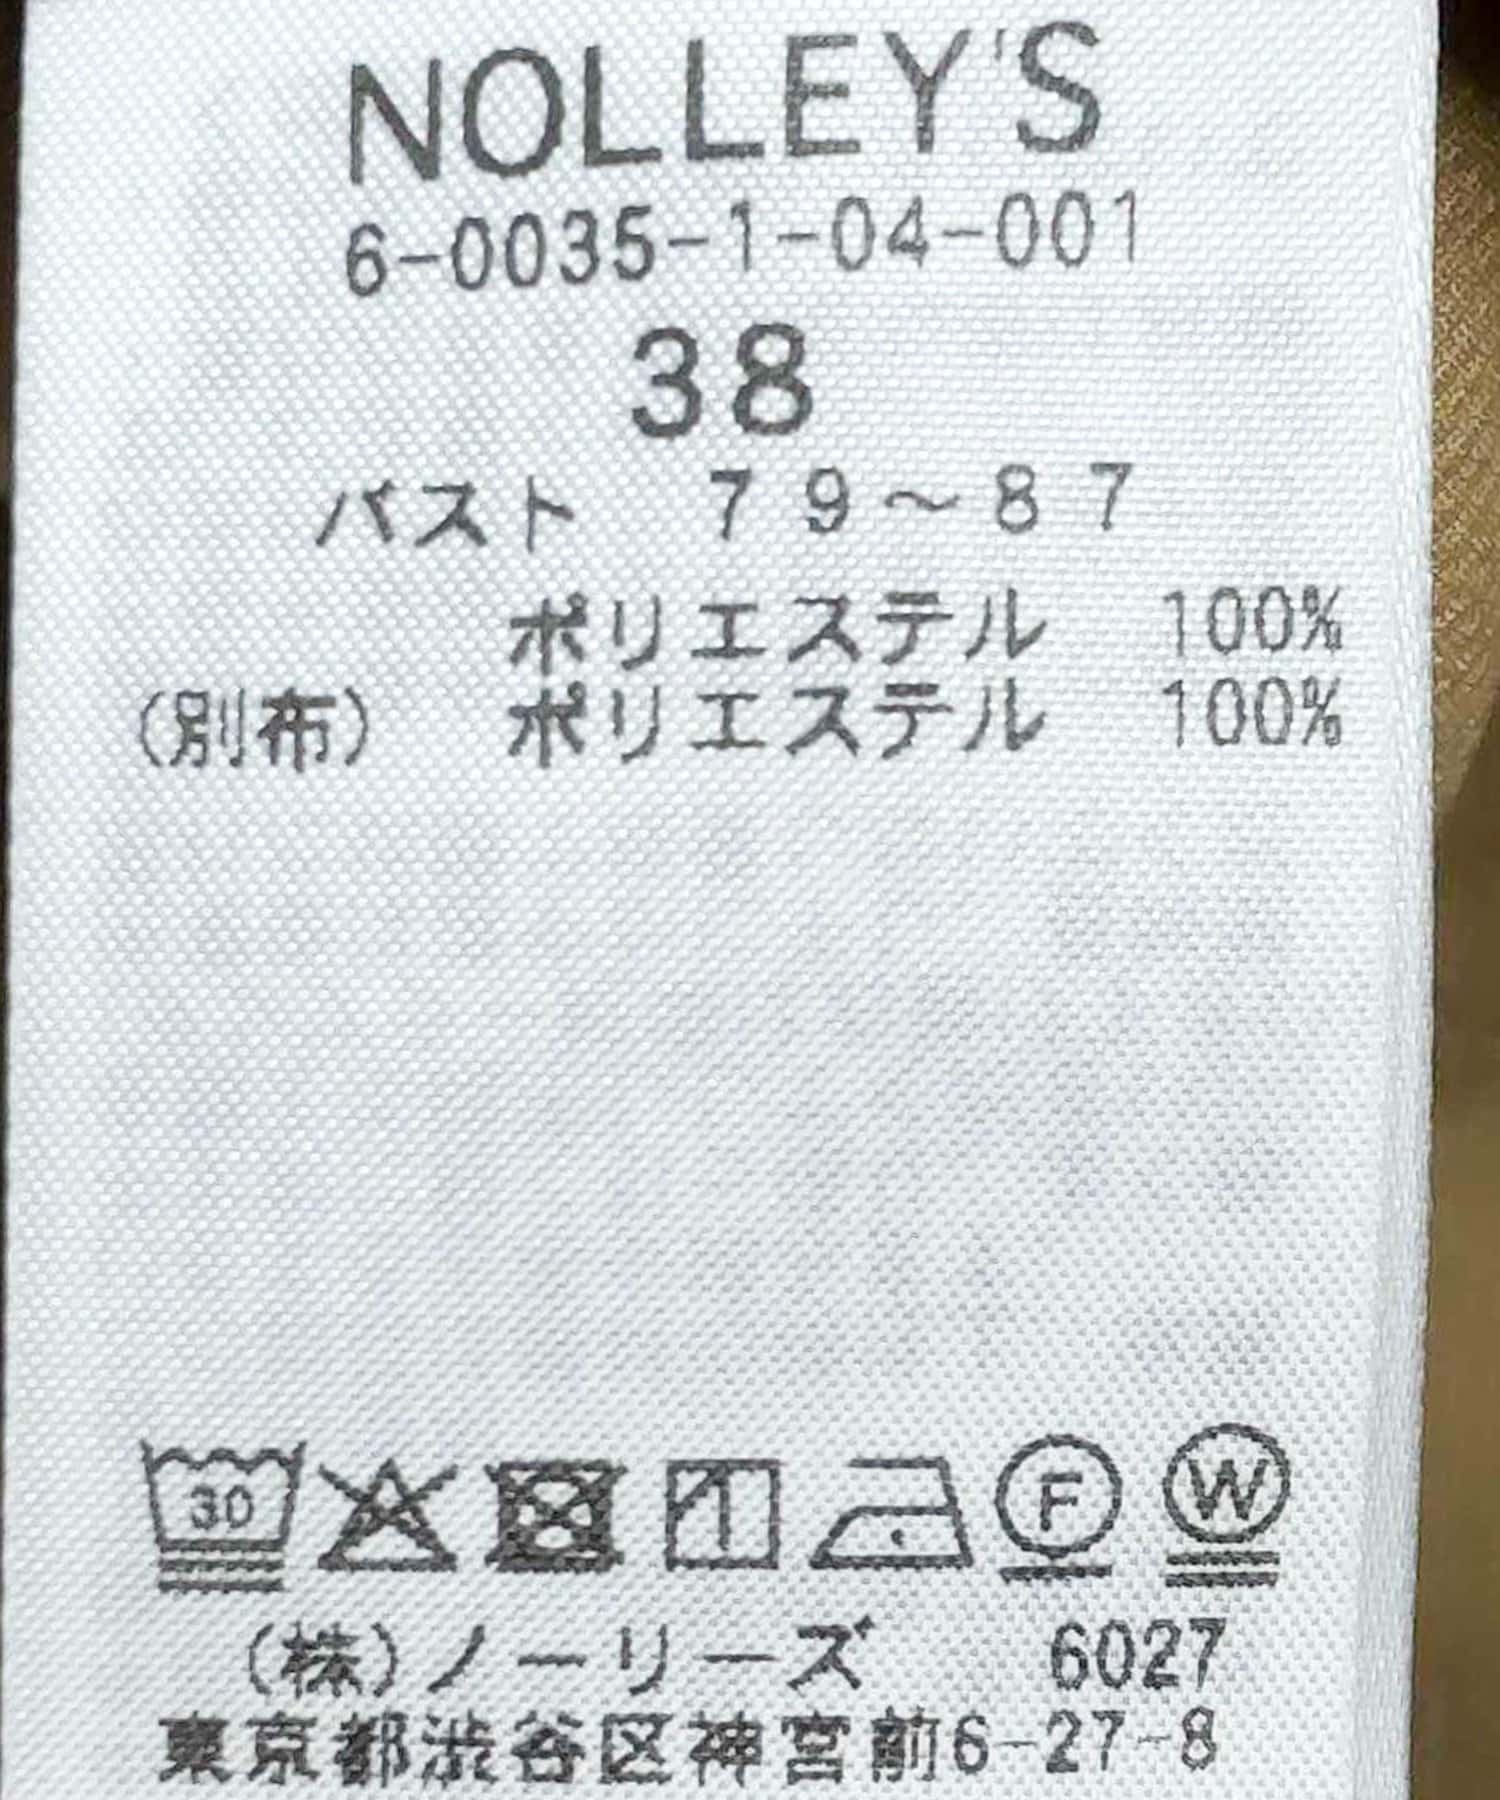 NOLLEY'S
6-0035-1-04-001
38
バスト 79～87
ポリエステル 100%
(別布) ポリエステル 100%
30 F W
(株)ノーリーズ 6027
東京都渋谷区神宮前6-27-8